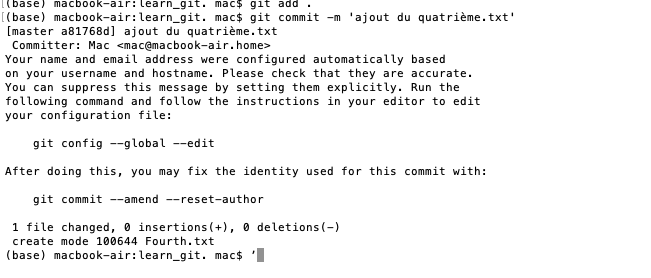 (base) macbook-air:learn_git. mac$ git add .
(base) macbook-air:learn_git. mac$ git commit -m 'ajout du quatrième.txt'
[master a81768d] ajout du quatrième.txt
 Committer: Mac <mac@macbook-air.home>
Your name and email address were configured automatically based
on your username and hostname. Please check that they are accurate.
You can suppress this message by setting them explicitly. Run the
following command and follow the instructions in your editor to edit
your configuration file:

    git config --global --edit

After doing this, you may fix the identity used for this commit with:

    git commit --amend --reset-author

 1 file changed, 0 insertions(+), 0 deletions(-)
 create mode 100644 Fourth.txt
(base) macbook-air:learn_git. mac$ ‘